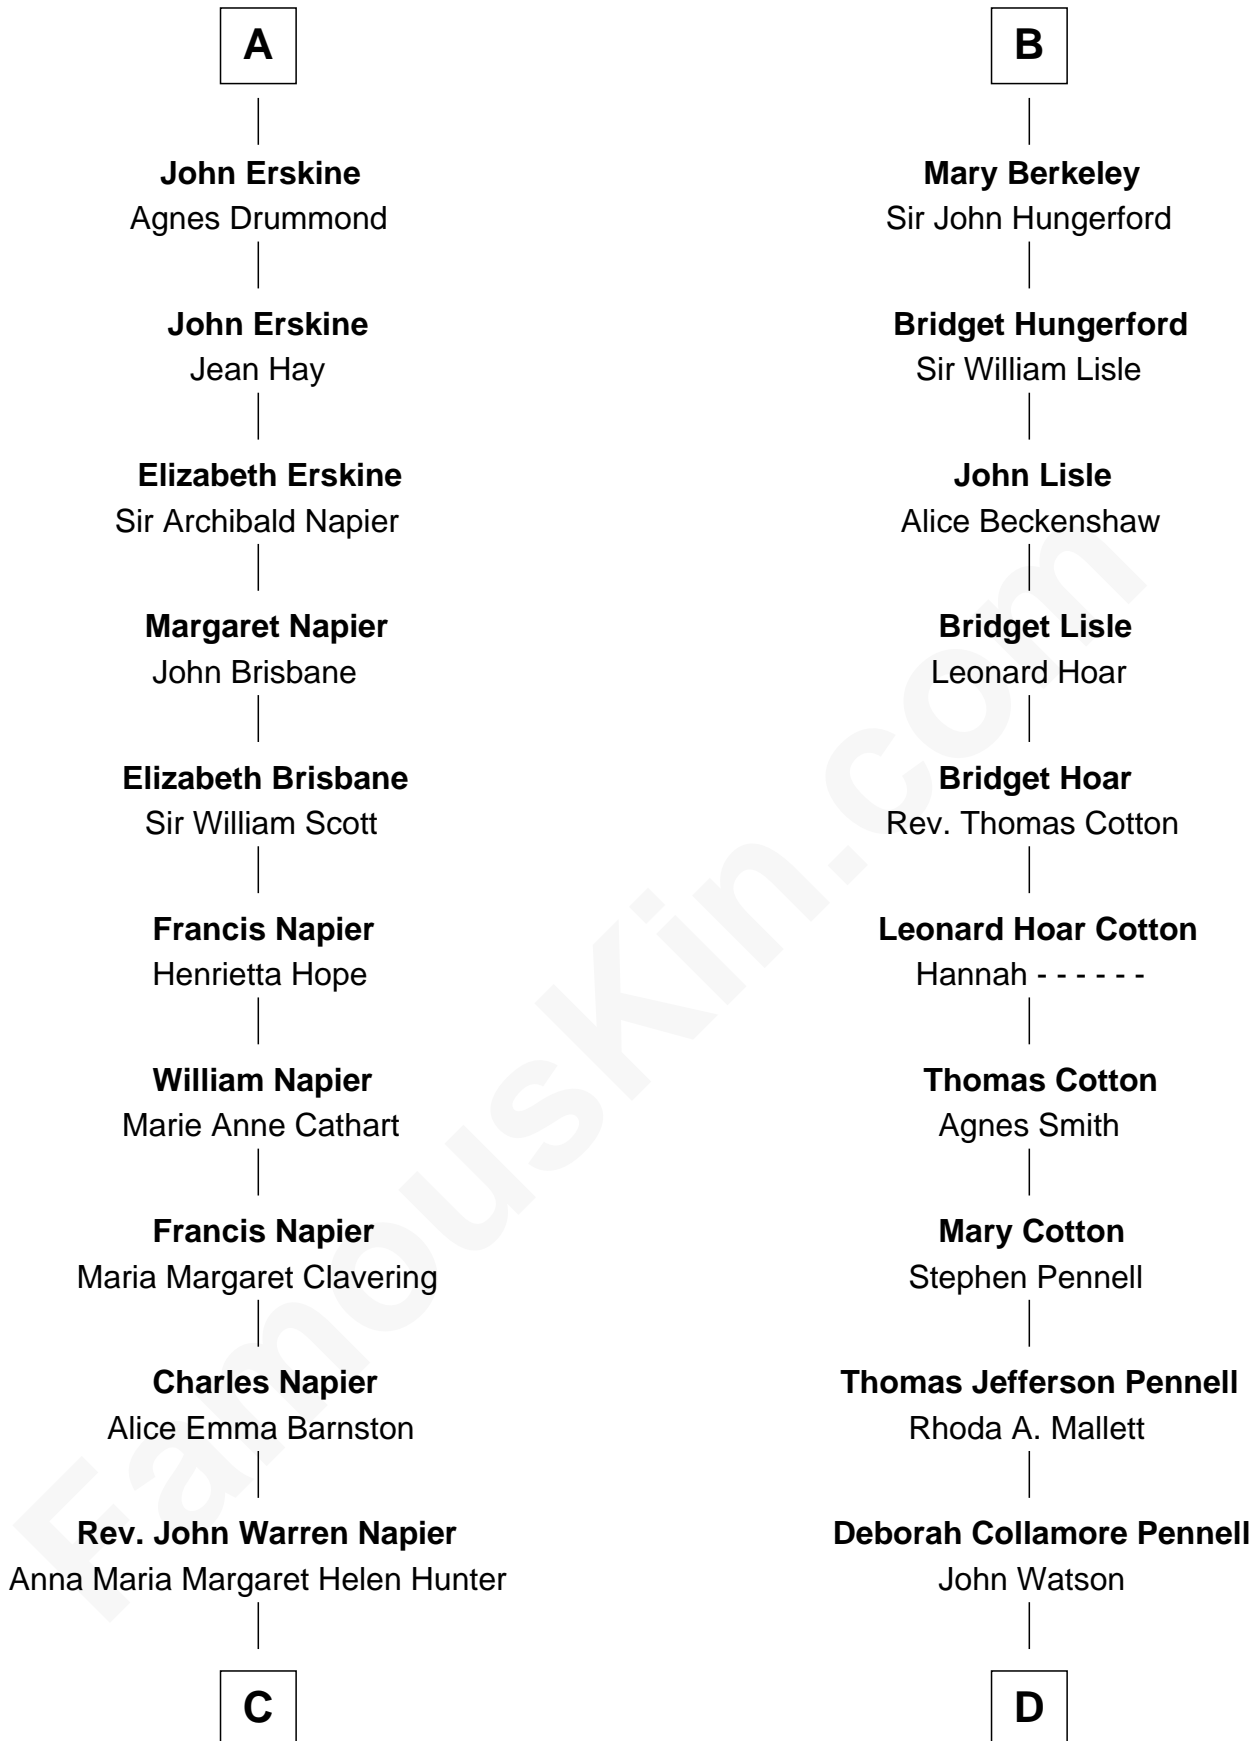 A
John Erskine
Agnes Drummond
John Erskine
Jean Hay
Elizabeth Erskine
Sir Archibald Napier
Margaret Napier
John Brisbane
Elizabeth Brisbane
Sir William Scott
Francis Napier
Henrietta Hope
William Napier
Marie Anne Cathart
Francis Napier
Maria Margaret Clavering
Charles Napier
Alice Emma Barnston
Rev. John Warren Napier
Anna Maria Margaret Helen Hunter
C
B
Mary Berkeley
Sir John Hungerford
Bridget Hungerford
Sir William Lisle
John Lisle
Alice Beckenshaw
Bridget Lisle
Leonard Hoar
Bridget Hoar
Rev. Thomas Cotton
Leonard Hoar Cotton
Hannah - - - - - -
Thomas Cotton
Agnes Smith
Mary Cotton
Stephen Pennell
Thomas Jefferson Pennell
Rhoda A. Mallett
Deborah Collamore Pennell
John Watson
D
FamousKin.com